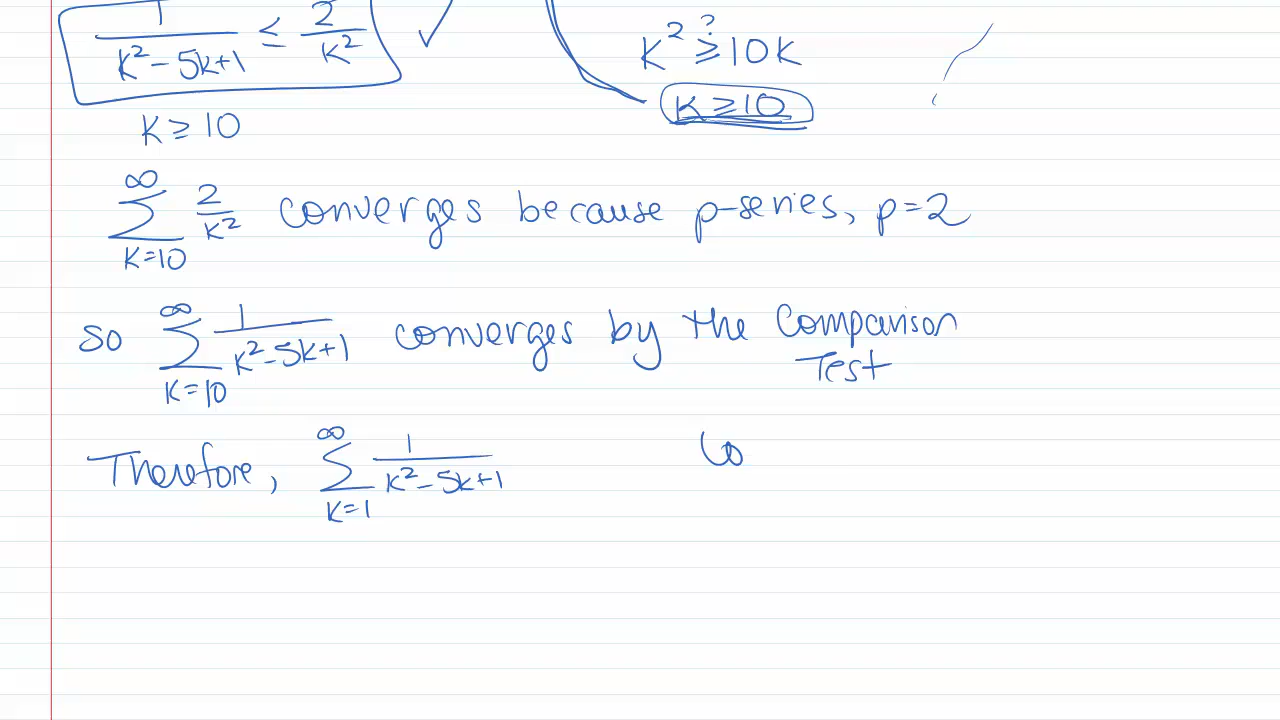 1/(k² - 5k+1) ≤ 2/k² ✓
k² ≥? 10k
k ≥ 10
k ≥ 10
∑_{k=10}^{∞} 2/k² converges because p-series, p=2
so ∑_{k=10}^{∞} 1/(k²-5k+1) converges by the Comparison
Test
Therefore, ∑_{k=1}^{∞} 1/(k²-5k+1) Co